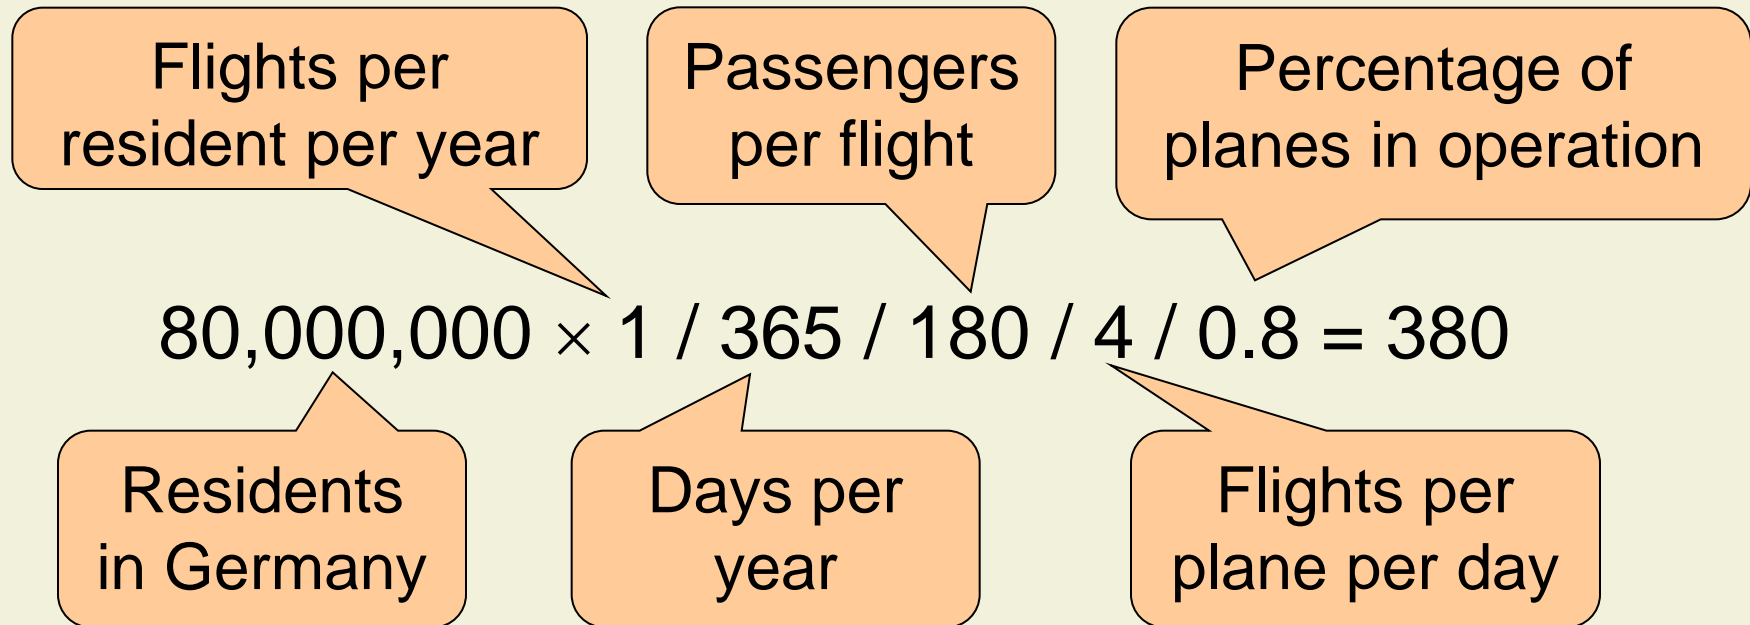 Flights per
resident per year
Passengers
per flight
Percentage of
planes in operation
80,000,000 × 1 / 365 / 180 / 4 / 0.8 = 380
Residents
in Germany
Days per
year
Flights per
plane per day